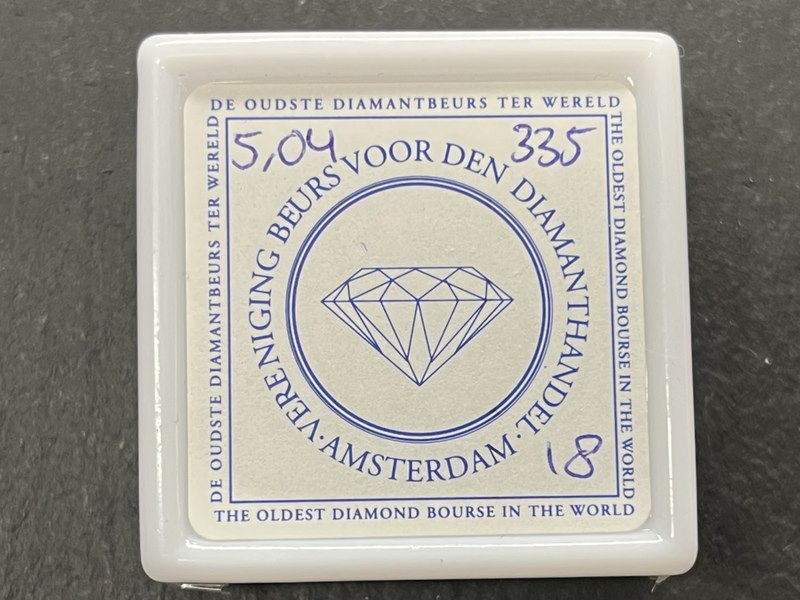 DE OUDSTE DIAMANTBEURS TER WERELD
THE OLDEST DIAMOND BOURSE IN THE WORLD
DE OUDSTE DIAMANTBEURS TER WERELD
5,04
335
VERENIGING BEURS VOOR DEN DIAMANTHANDEL
· AMSTERDAM ·
18
THE OLDEST DIAMOND BOURSE IN THE WORLD